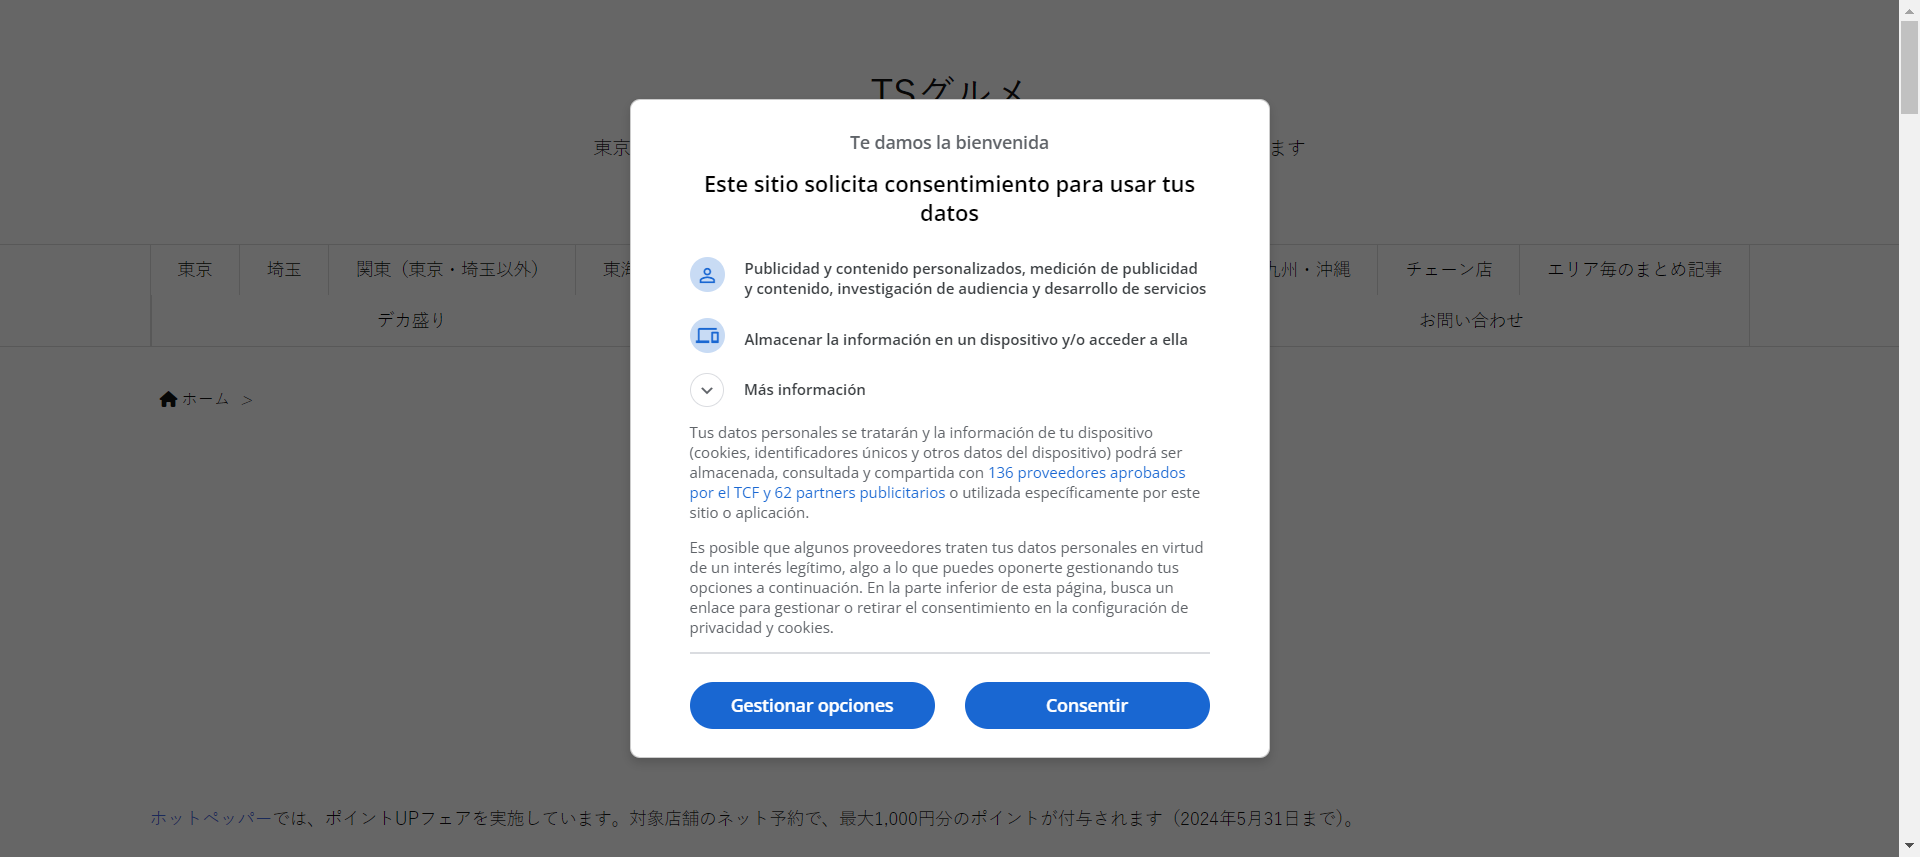 TSグルメ
東京
ます
東京
埼玉
関東（東京・埼玉以外）
東海
九州・沖縄
チェーン店
エリア毎のまとめ記事
デカ盛り
お問い合わせ
ホーム >
Te damos la bienvenida
Este sitio solicita consentimiento para usar tus
datos
Publicidad y contenido personalizados, medición de publicidad
y contenido, investigación de audiencia y desarrollo de servicios
Almacenar la información en un dispositivo y/o acceder a ella
Más información
Tus datos personales se tratarán y la información de tu dispositivo
(cookies, identificadores únicos y otros datos del dispositivo) podrá ser
almacenada, consultada y compartida con 136 proveedores aprobados
por el TCF y 62 partners publicitarios o utilizada específicamente por este
sitio o aplicación.
Es posible que algunos proveedores traten tus datos personales en virtud
de un interés legítimo, algo a lo que puedes oponerte gestionando tus
opciones a continuación. En la parte inferior de esta página, busca un
enlace para gestionar o retirar el consentimiento en la configuración de
privacidad y cookies.
Gestionar opciones
Consentir
ホットペッパーでは、ポイントUPフェアを実施しています。対象店舗のネット予約で、最大1,000円分のポイントが付与されます（2024年5月31日まで）。